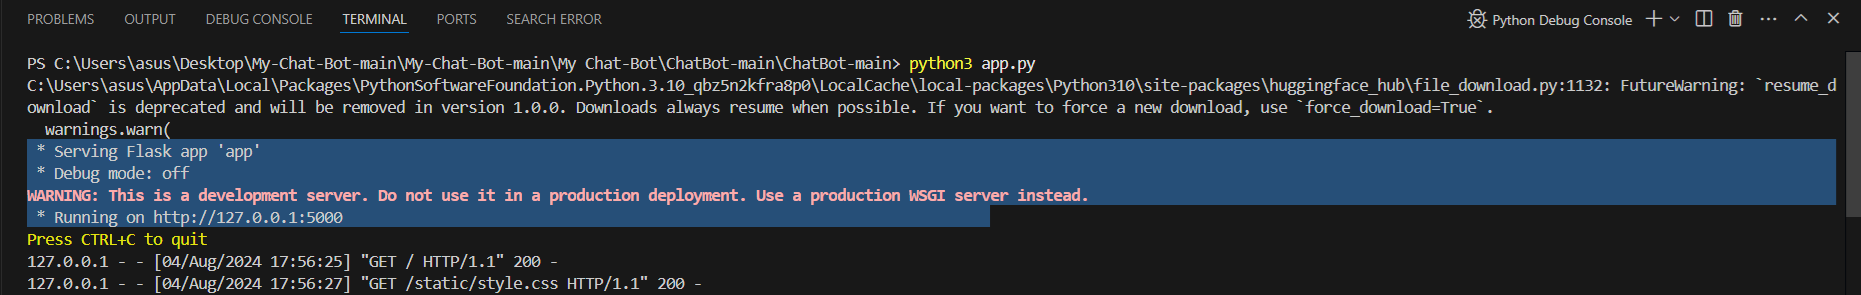 PROBLEMS OUTPUT DEBUG CONSOLE TERMINAL PORTS SEARCH ERROR Python Debug Console
PS C:\Users\asus\Desktop\My-Chat-Bot-main\My-Chat-Bot-main\My Chat-Bot\ChatBot-main\ChatBot-main> python3 app.py
C:\Users\asus\AppData\Local\Packages\PythonSoftwareFoundation.Python.3.10_qbz5n2kfra8p0\LocalCache\local-packages\Python310\site-packages\huggingface_hub\file_download.py:1132: FutureWarning: `resume_d
ownload` is deprecated and will be removed in version 1.0.0. Downloads always resume when possible. If you want to force a new download, use `force_download=True`.
  warnings.warn(
 * Serving Flask app 'app'
 * Debug mode: off
WARNING: This is a development server. Do not use it in a production deployment. Use a production WSGI server instead.
 * Running on http://127.0.0.1:5000
Press CTRL+C to quit
127.0.0.1 - - [04/Aug/2024 17:56:25] "GET / HTTP/1.1" 200 -
127.0.0.1 - - [04/Aug/2024 17:56:27] "GET /static/style.css HTTP/1.1" 200 -